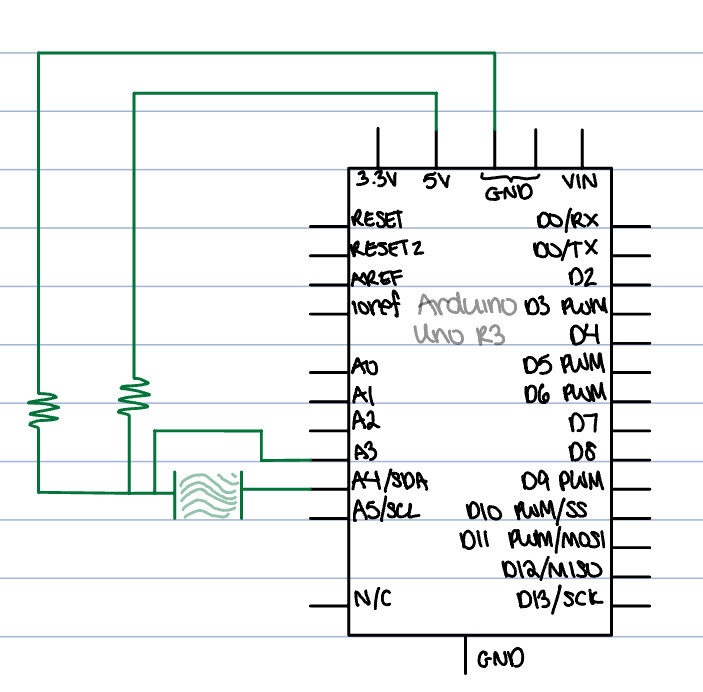 3.3V 5V GND VIN
RESET D0/RX
RESET2 D0/TX
AREF D2
ioref Arduino D3 PWM
Uno R3 D4
A0 D5 PWM
A1 D6 PWM
A2 D7
A3 D8
A4/SDA D9 PWM
A5/SCL D10 PWM/SS
D11 PWM/MOSI
D12/MISO
N/C D13/SCK
GND